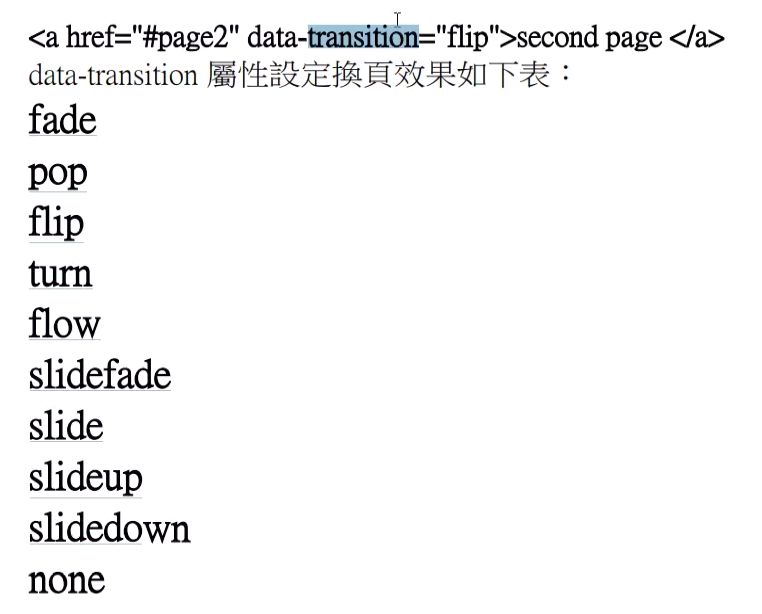 <a href="#page2" data-transition="flip">second page </a>
data-transition 屬性設定換頁效果如下表：
fade
pop
flip
turn
flow
slidefade
slide
slideup
slidedown
none